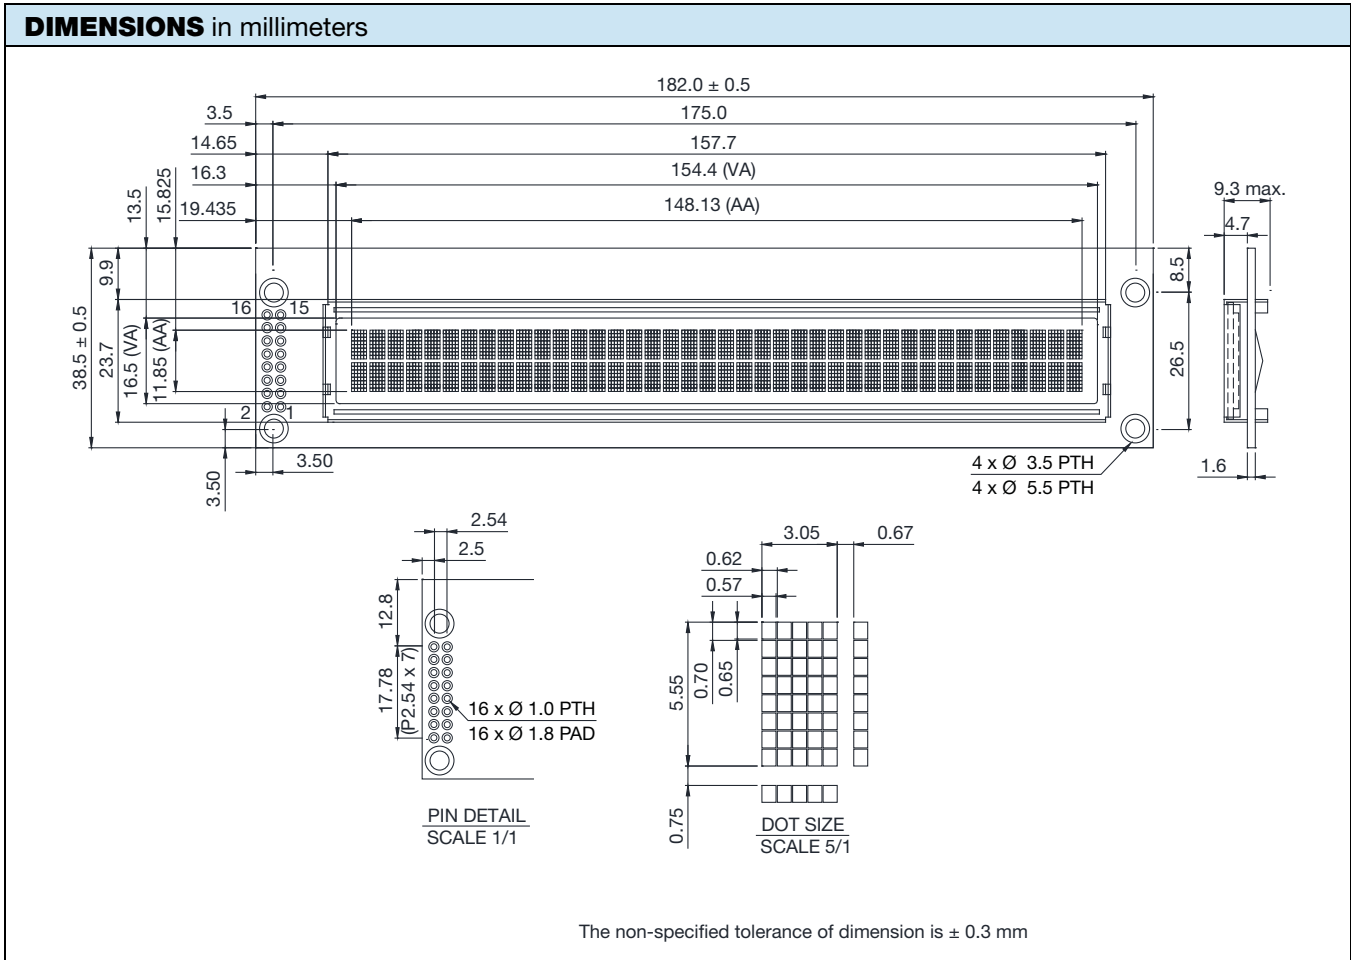 DIMENSIONS in millimeters
182.0 ± 0.5
3.5
175.0
14.65
157.7
16.3
154.4 (VA)
19.435
148.13 (AA)
13.5
15.825
9.3 max.
4.7
9.9
8.5
16
15
38.5 ± 0.5
23.7
16.5 (VA)
11.85 (AA)
26.5
2
1
3.50
3.50
4 x Ø 3.5 PTH
4 x Ø 5.5 PTH
1.6
2.54
2.5
12.8
17.78
(P2.54 x 7)
16 x Ø 1.0 PTH
16 x Ø 1.8 PAD
PIN DETAIL
SCALE 1/1
3.05
0.67
0.62
0.57
5.55
0.70
0.65
0.75
DOT SIZE
SCALE 5/1
The non-specified tolerance of dimension is ± 0.3 mm